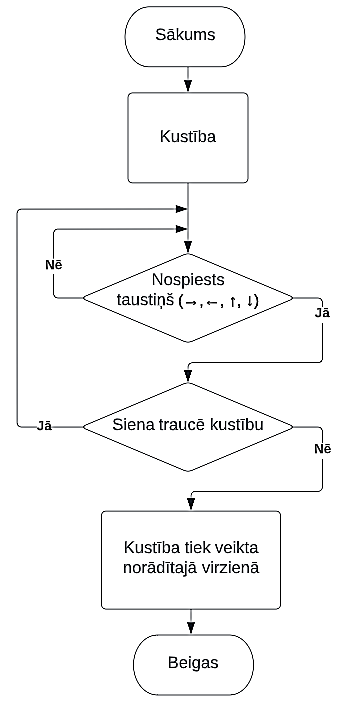 Sākums
Kustība
Nē
Nospiests
taustiņš (→,←, ↑, ↓)
Jā
Siena traucē kustību
Jā
Nē
Kustība tiek veikta
norādītajā virzienā
Beigas